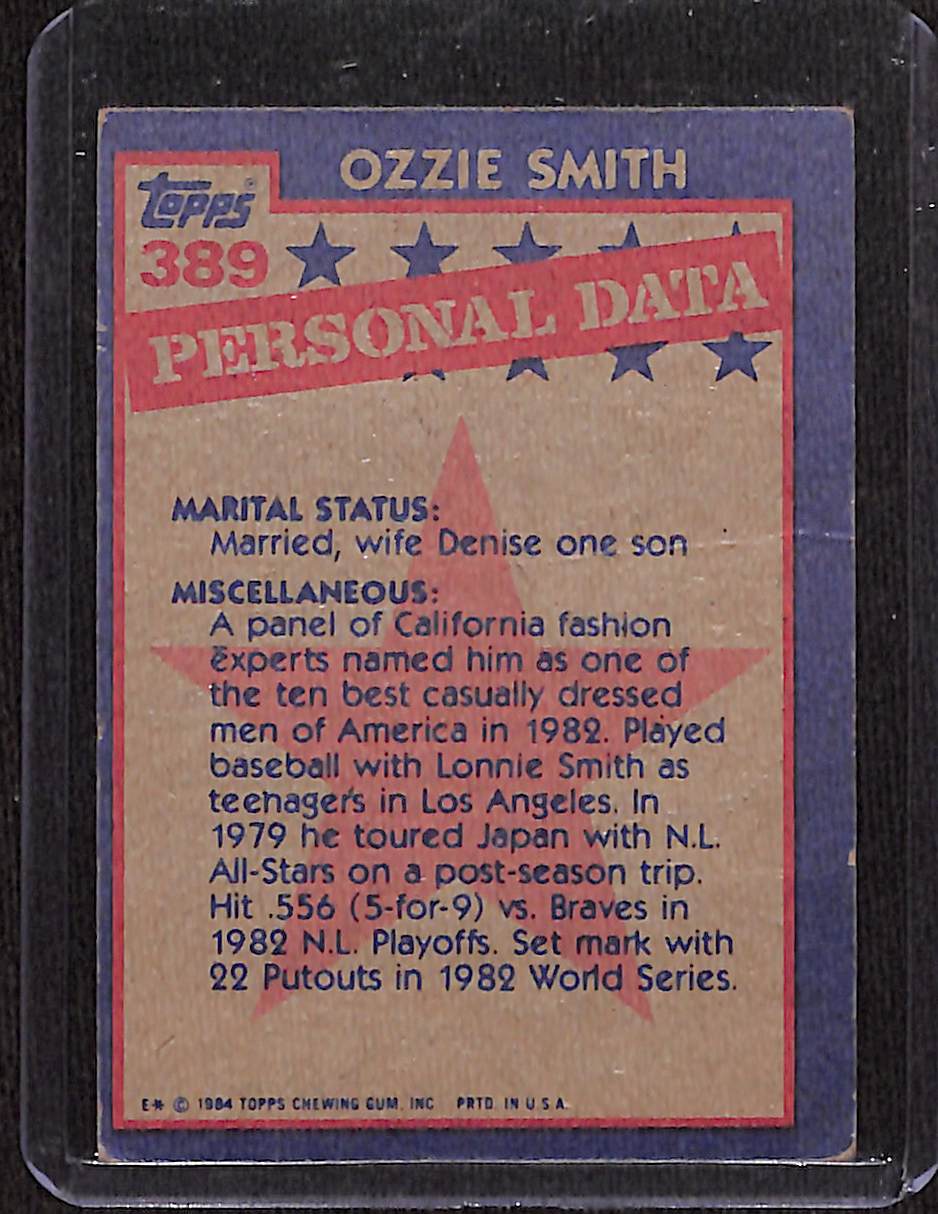 OZZIE SMITH
topps®
389
PERSONAL DATA
MARITAL STATUS:
Married, wife Denise one son
MISCELLANEOUS:
A panel of California fashion
experts named him as one of
the ten best casually dressed
men of America in 1982. Played
baseball with Lonnie Smith as
teenagers in Los Angeles. In
1979 he toured Japan with N.L.
All-Stars on a post-season trip.
Hit .556 (5-for-9) vs. Braves in
1982 N.L. Playoffs. Set mark with
22 Putouts in 1982 World Series.
E* © 1984 TOPPS CHEWING GUM, INC. PRTD. IN U.S.A.